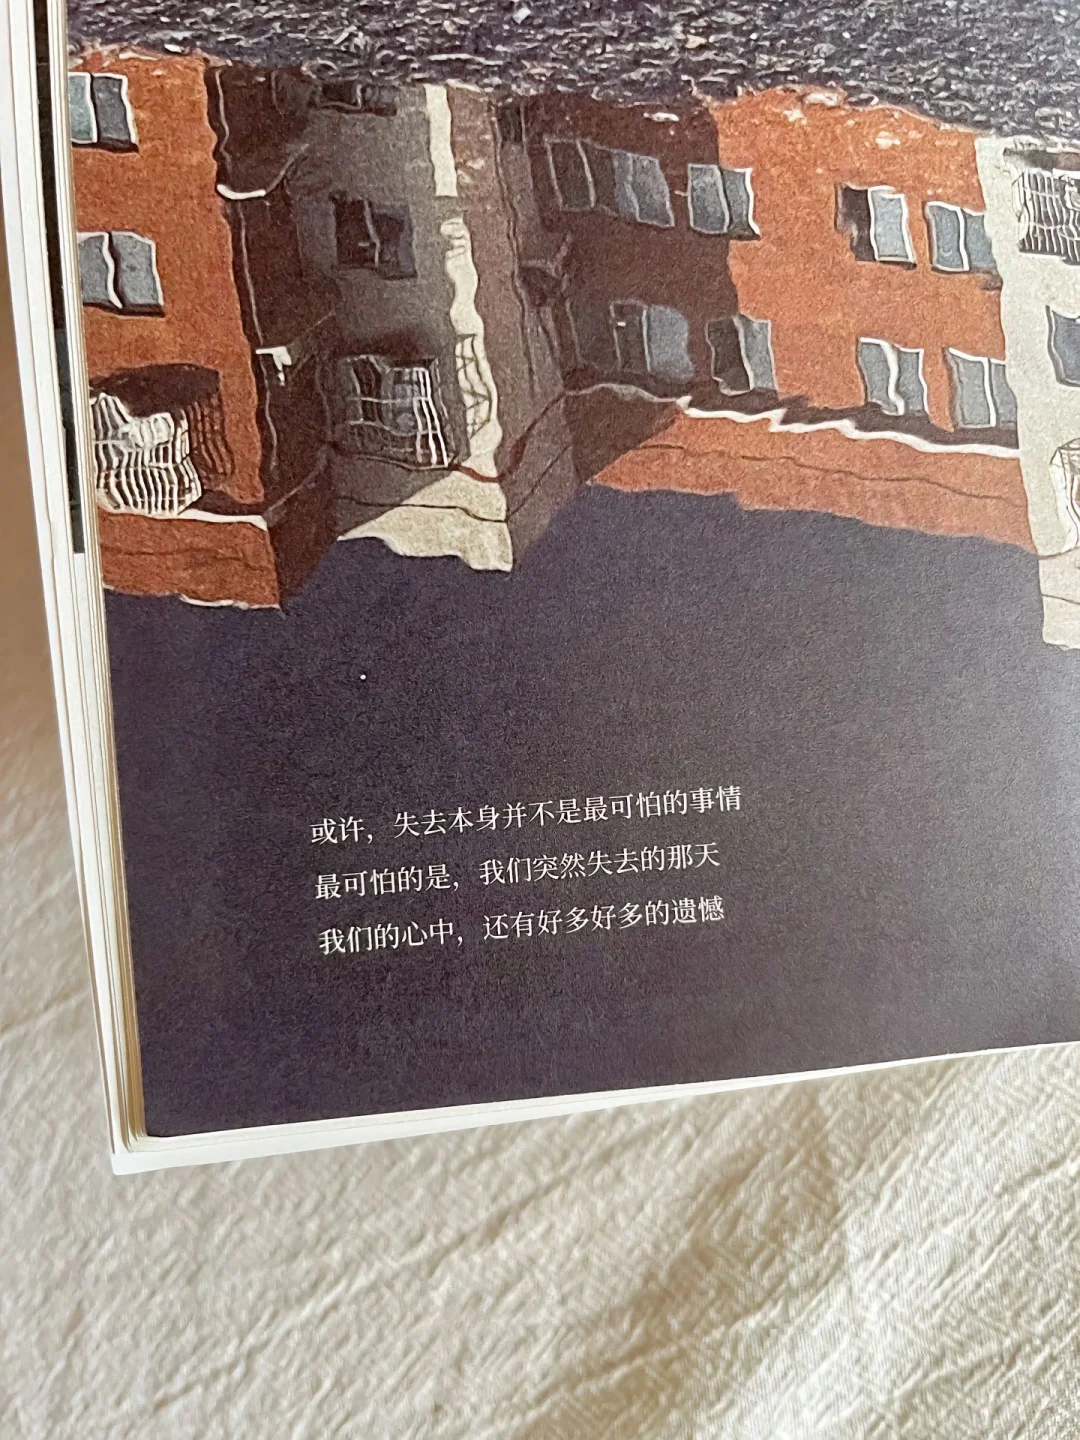 或许，失去本身并不是最可怕的事情
最可怕的是，我们突然失去的那天
我们的心中，还有好多好多的遗憾